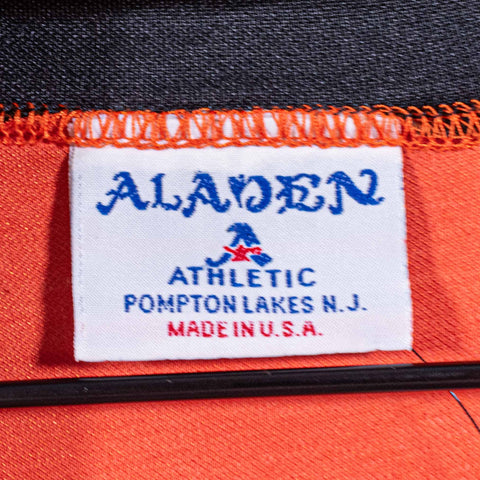 ALADEN
ATHLETIC
POMPTON LAKES N.J.
MADE IN U.S.A.